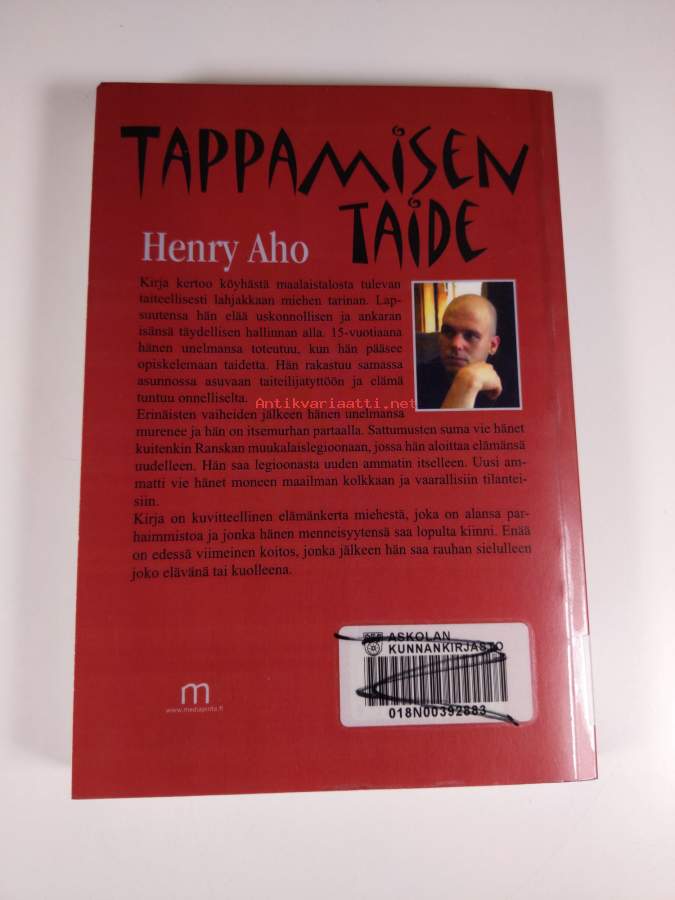 TAPPAMISEN
TAIDE
Henry Aho
Kirja kertoo köyhästä maalaistalosta tulevan
taiteellisesti lahjakkaan miehen tarinan. Lap-
suutensa hän elää uskonnollisen ja ankaran
isänsä täydellisen hallinnan alla. 15-vuotiaana
hänen unelmansa toteutuu, kun hän pääsee
opiskelemaan taidetta. Hän rakastuu samassa
asunnossa asuvaan taiteilijatyttöön ja elämä
tuntuu onnelliselta.
Antikvariaatti.net
Erinäisten vaiheiden jälkeen hänen unelmansa
murenee ja hän on itsemurhan partaalla. Sattumusten suma vie hänet
kuitenkin Ranskan muukalaislegioonaan, jossa hän aloittaa elämänsä
uudelleen. Hän saa legioonasta uuden ammatin itselleen. Uusi am-
matti vie hänet moneen maailman kolkkaan ja vaarallisiin tilantei-
siin.
Kirja on kuvitteellinen elämänkerta miehestä, joka on alansa par-
haimmistoa ja jonka hänen menneisyytensä saa lopulta kiinni. Enää
on edessä viimeinen koitos, jonka jälkeen hän saa rauhan sielulleen
joko elävänä tai kuolleena.
ASKOLAN
KUNNANKIRJASTO
018N00392883
m
www.mediapinta.fi